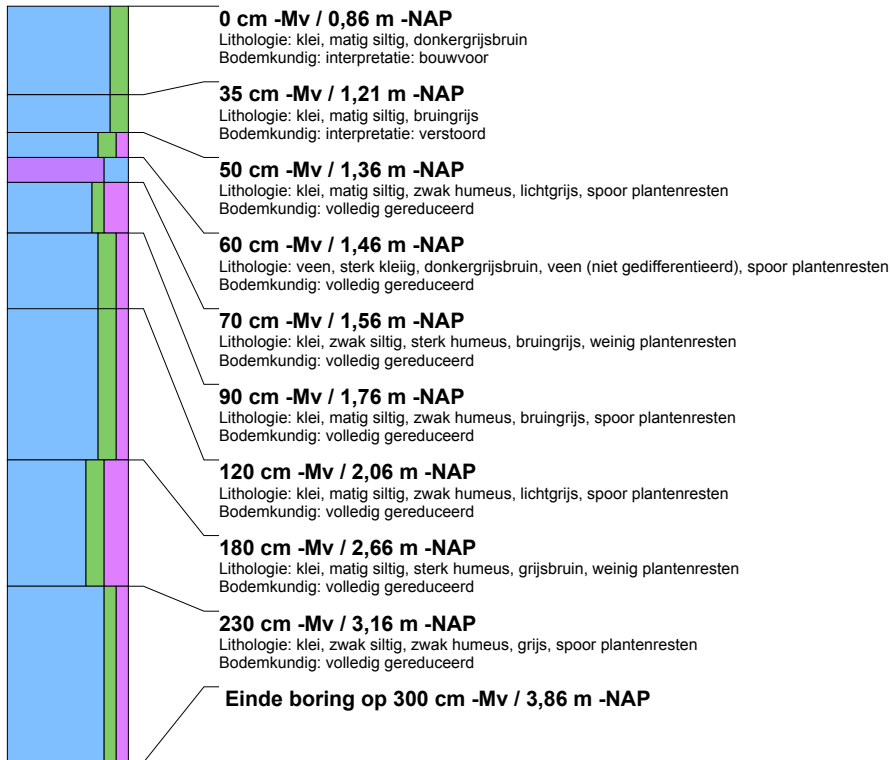 0 cm -Mv / 0,86 m -NAP
Lithologie: klei, matig siltig, donkergrijsbruin
Bodemkundig: interpretatie: bouwvoor
35 cm -Mv / 1,21 m -NAP
Lithologie: klei, matig siltig, bruingrijs
Bodemkundig: interpretatie: verstoord
50 cm -Mv / 1,36 m -NAP
Lithologie: klei, matig siltig, zwak humeus, lichtgrijs, spoor plantenresten
Bodemkundig: volledig gereduceerd
60 cm -Mv / 1,46 m -NAP
Lithologie: veen, sterk kleiig, donkergrijsbruin, veen (niet gedifferentieerd), spoor plantenresten
Bodemkundig: volledig gereduceerd
70 cm -Mv / 1,56 m -NAP
Lithologie: klei, zwak siltig, sterk humeus, bruingrijs, weinig plantenresten
Bodemkundig: volledig gereduceerd
90 cm -Mv / 1,76 m -NAP
Lithologie: klei, matig siltig, zwak humeus, bruingrijs, spoor plantenresten
Bodemkundig: volledig gereduceerd
120 cm -Mv / 2,06 m -NAP
Lithologie: klei, matig siltig, zwak humeus, lichtgrijs, spoor plantenresten
Bodemkundig: volledig gereduceerd
180 cm -Mv / 2,66 m -NAP
Lithologie: klei, matig siltig, sterk humeus, grijsbruin, weinig plantenresten
Bodemkundig: volledig gereduceerd
230 cm -Mv / 3,16 m -NAP
Lithologie: klei, zwak siltig, zwak humeus, grijs, spoor plantenresten
Bodemkundig: volledig gereduceerd
Einde boring op 300 cm -Mv / 3,86 m -NAP